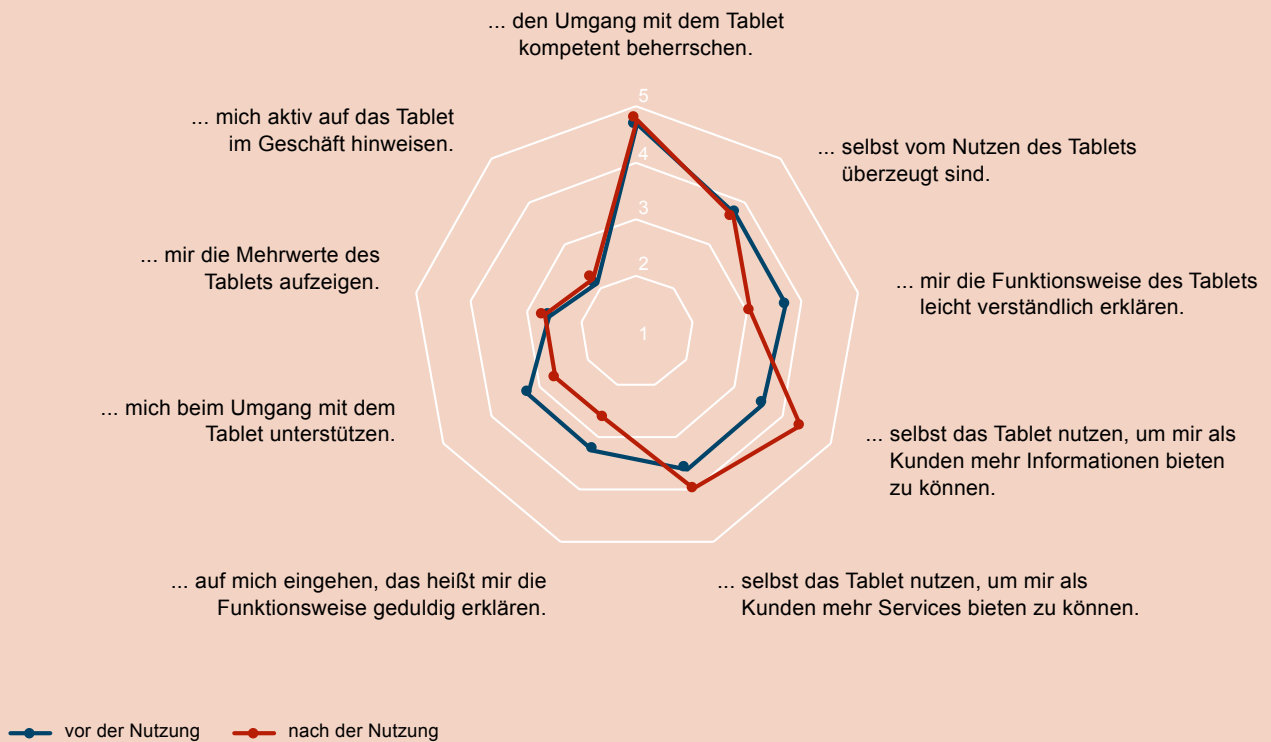 ... den Umgang mit dem Tablet
kompetent beherrschen.
... mich aktiv auf das Tablet
im Geschäft hinweisen.
... selbst vom Nutzen des Tablets
überzeugt sind.
... mir die Mehrwerte des
Tablets aufzeigen.
... mir die Funktionsweise des Tablets
leicht verständlich erklären.
... mich beim Umgang mit dem
Tablet unterstützen.
... selbst das Tablet nutzen, um mir als
Kunden mehr Informationen bieten
zu können.
... auf mich eingehen, das heißt mir die
Funktionsweise geduldig erklären.
... selbst das Tablet nutzen, um mir als
Kunden mehr Services bieten zu können.
5
4
3
2
1
vor der Nutzung
nach der Nutzung